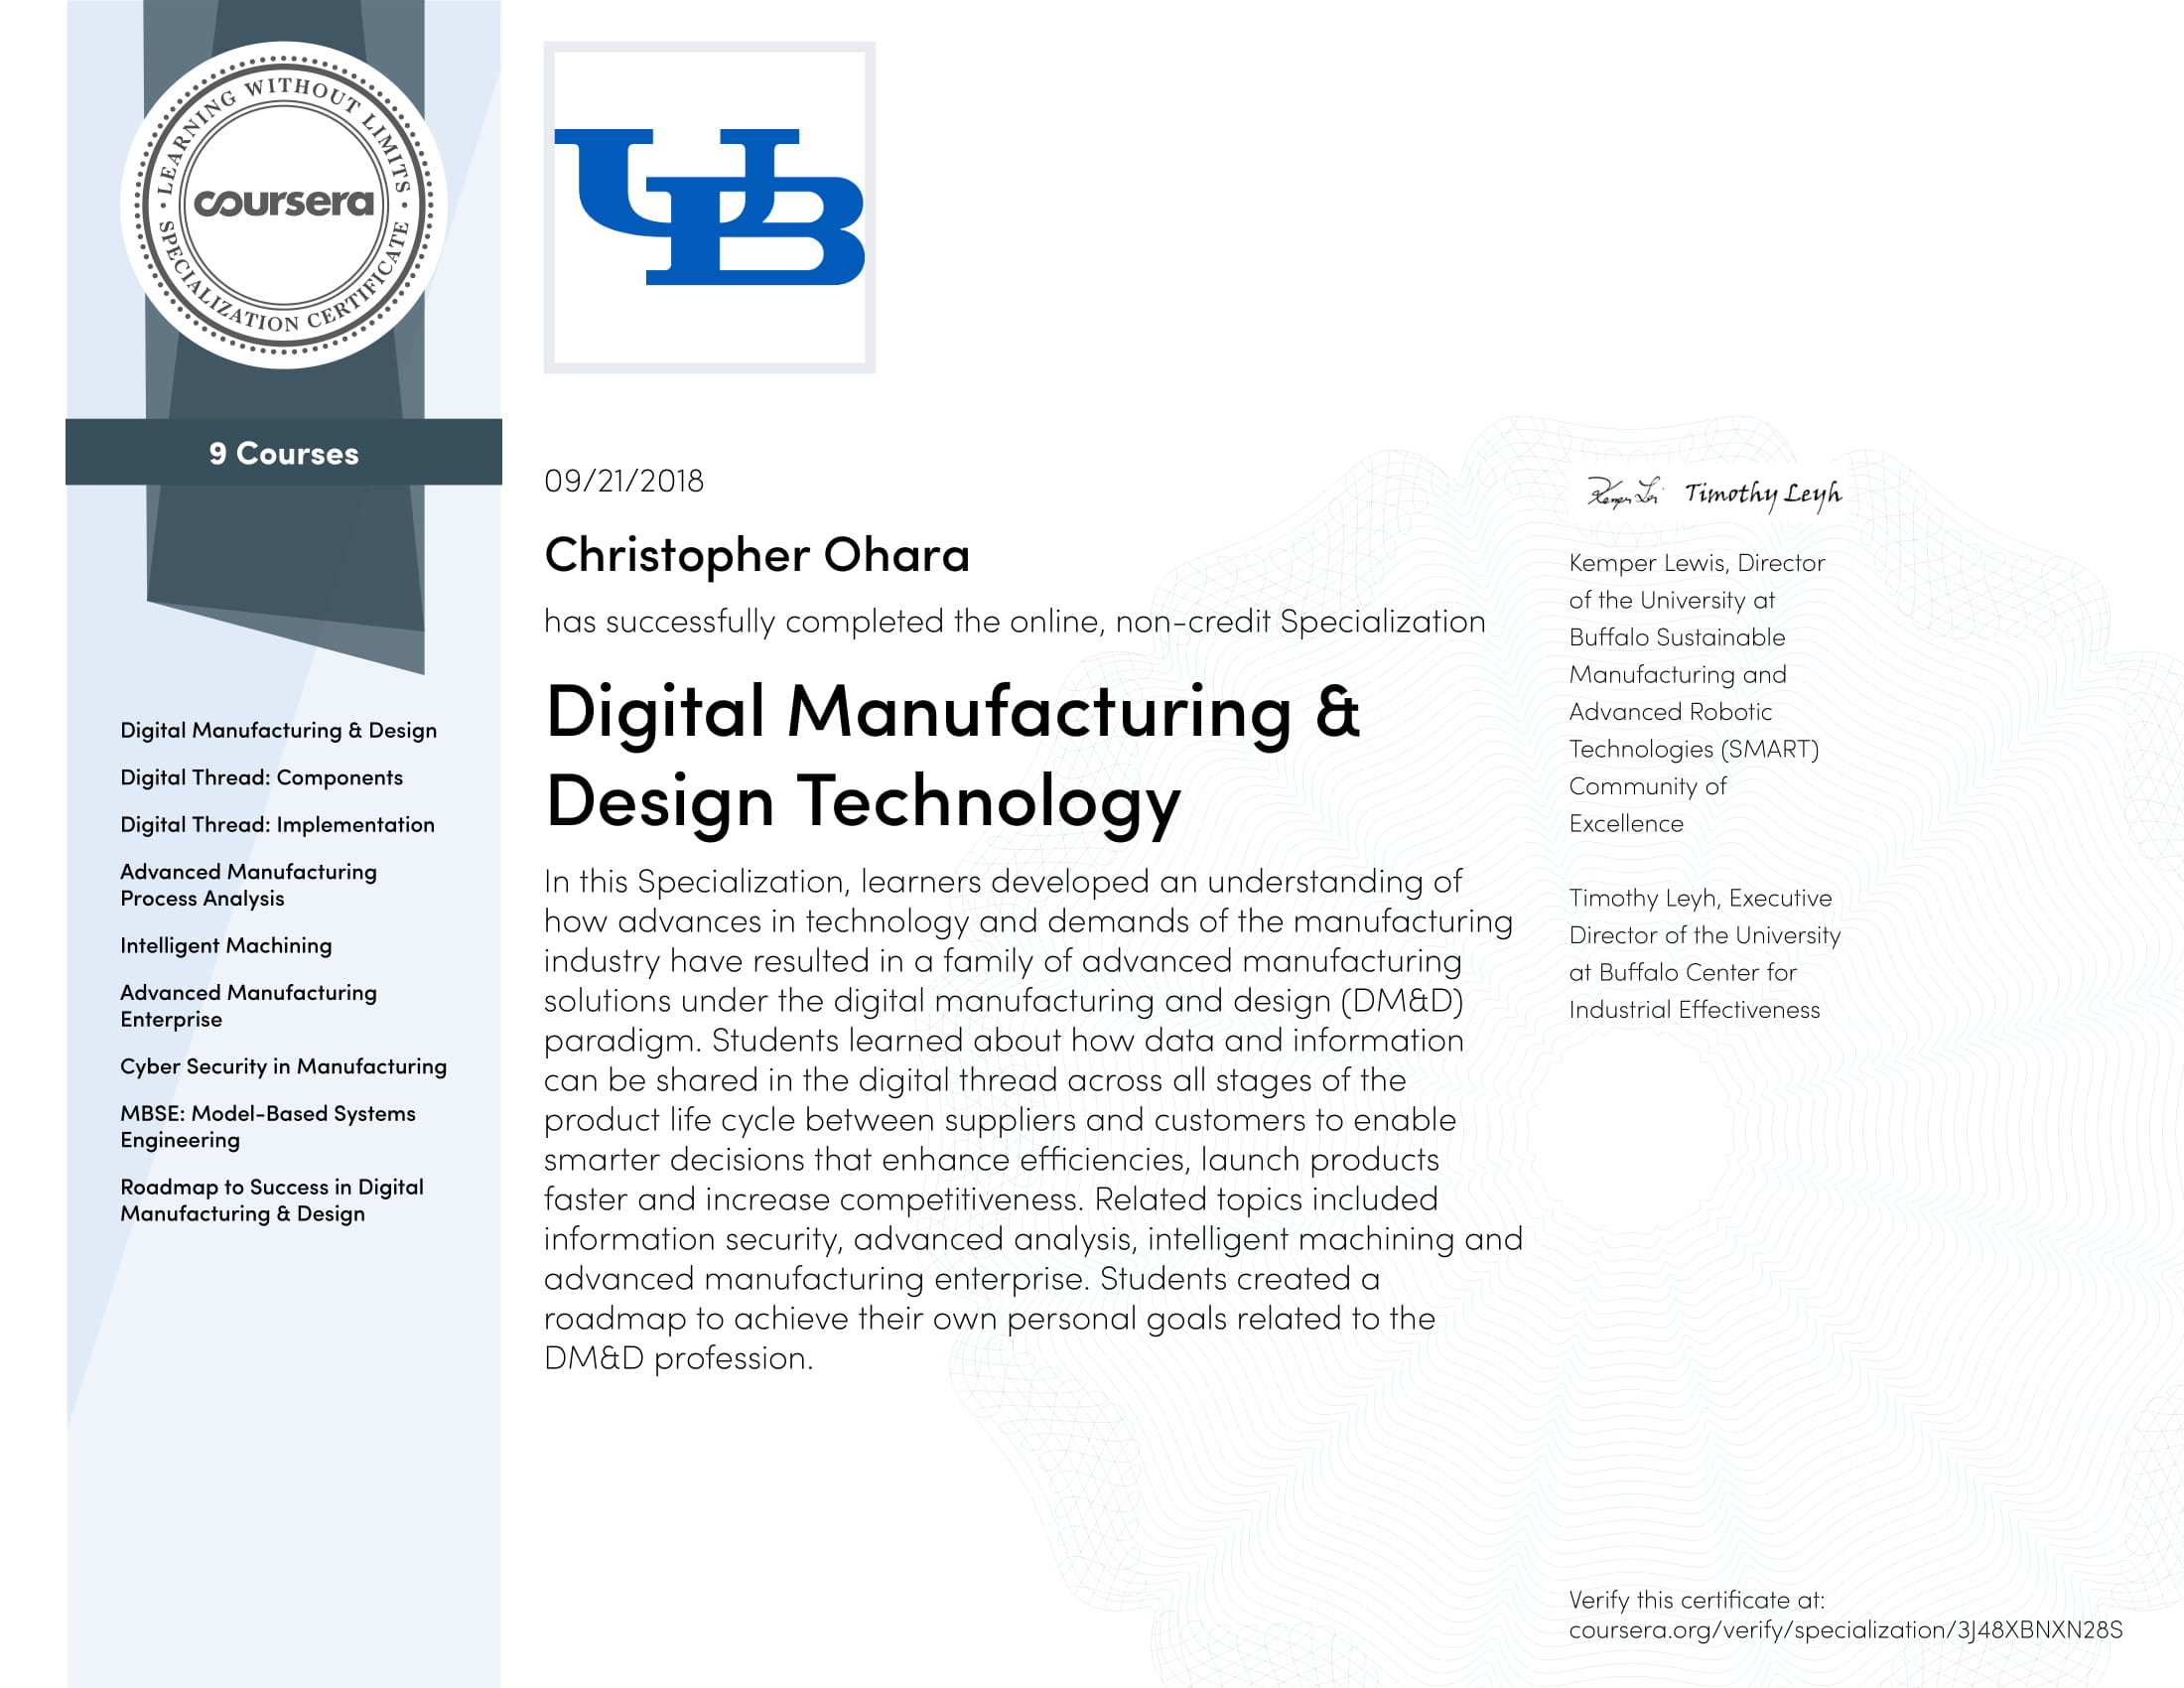 LEARNING WITHOUT LIMITS
coursera
SPECIALIZATION CERTIFICATE
9 Courses
Digital Manufacturing & Design
Digital Thread: Components
Digital Thread: Implementation
Advanced Manufacturing
Process Analysis
Intelligent Machining
Advanced Manufacturing
Enterprise
Cyber Security in Manufacturing
MBSE: Model-Based Systems
Engineering
Roadmap to Success in Digital
Manufacturing & Design
UB
09/21/2018
Christopher Ohara
has successfully completed the online, non-credit Specialization
Digital Manufacturing &
Design Technology
In this Specialization, learners developed an understanding of
how advances in technology and demands of the manufacturing
industry have resulted in a family of advanced manufacturing
solutions under the digital manufacturing and design (DM&D)
paradigm. Students learned about how data and information
can be shared in the digital thread across all stages of the
product life cycle between suppliers and customers to enable
smarter decisions that enhance efficiencies, launch products
faster and increase competitiveness. Related topics included
information security, advanced analysis, intelligent machining and
advanced manufacturing enterprise. Students created a
roadmap to achieve their own personal goals related to the
DM&D profession.
Timothy Leyh
Kemper Lewis, Director
of the University at
Buffalo Sustainable
Manufacturing and
Advanced Robotic
Technologies (SMART)
Community of
Excellence
Timothy Leyh, Executive
Director of the University
at Buffalo Center for
Industrial Effectiveness
Verify this certificate at:
coursera.org/verify/specialization/3J48XBNXN28S